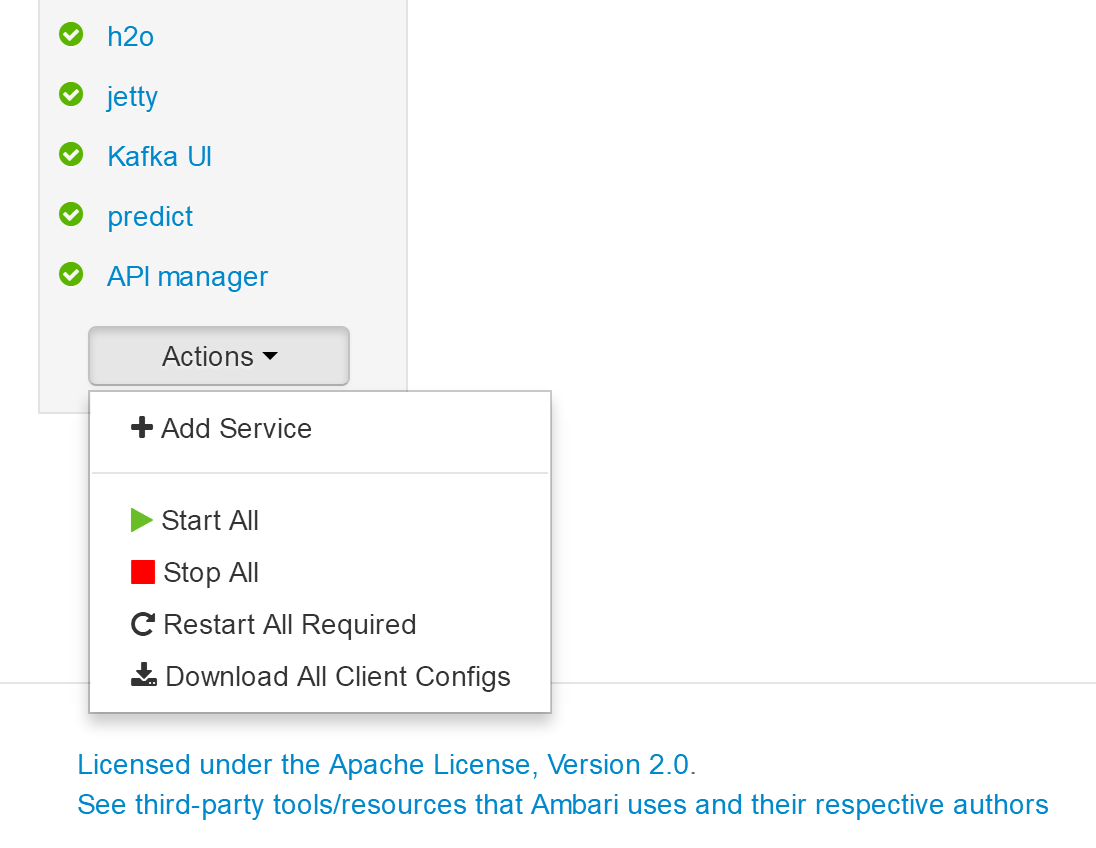 h2o
jetty
Kafka UI
predict
API manager
Actions
Add Service
Start All
Stop All
Restart All Required
Download All Client Configs
Licensed under the Apache License, Version 2.0.
See third-party tools/resources that Ambari uses and their respective authors